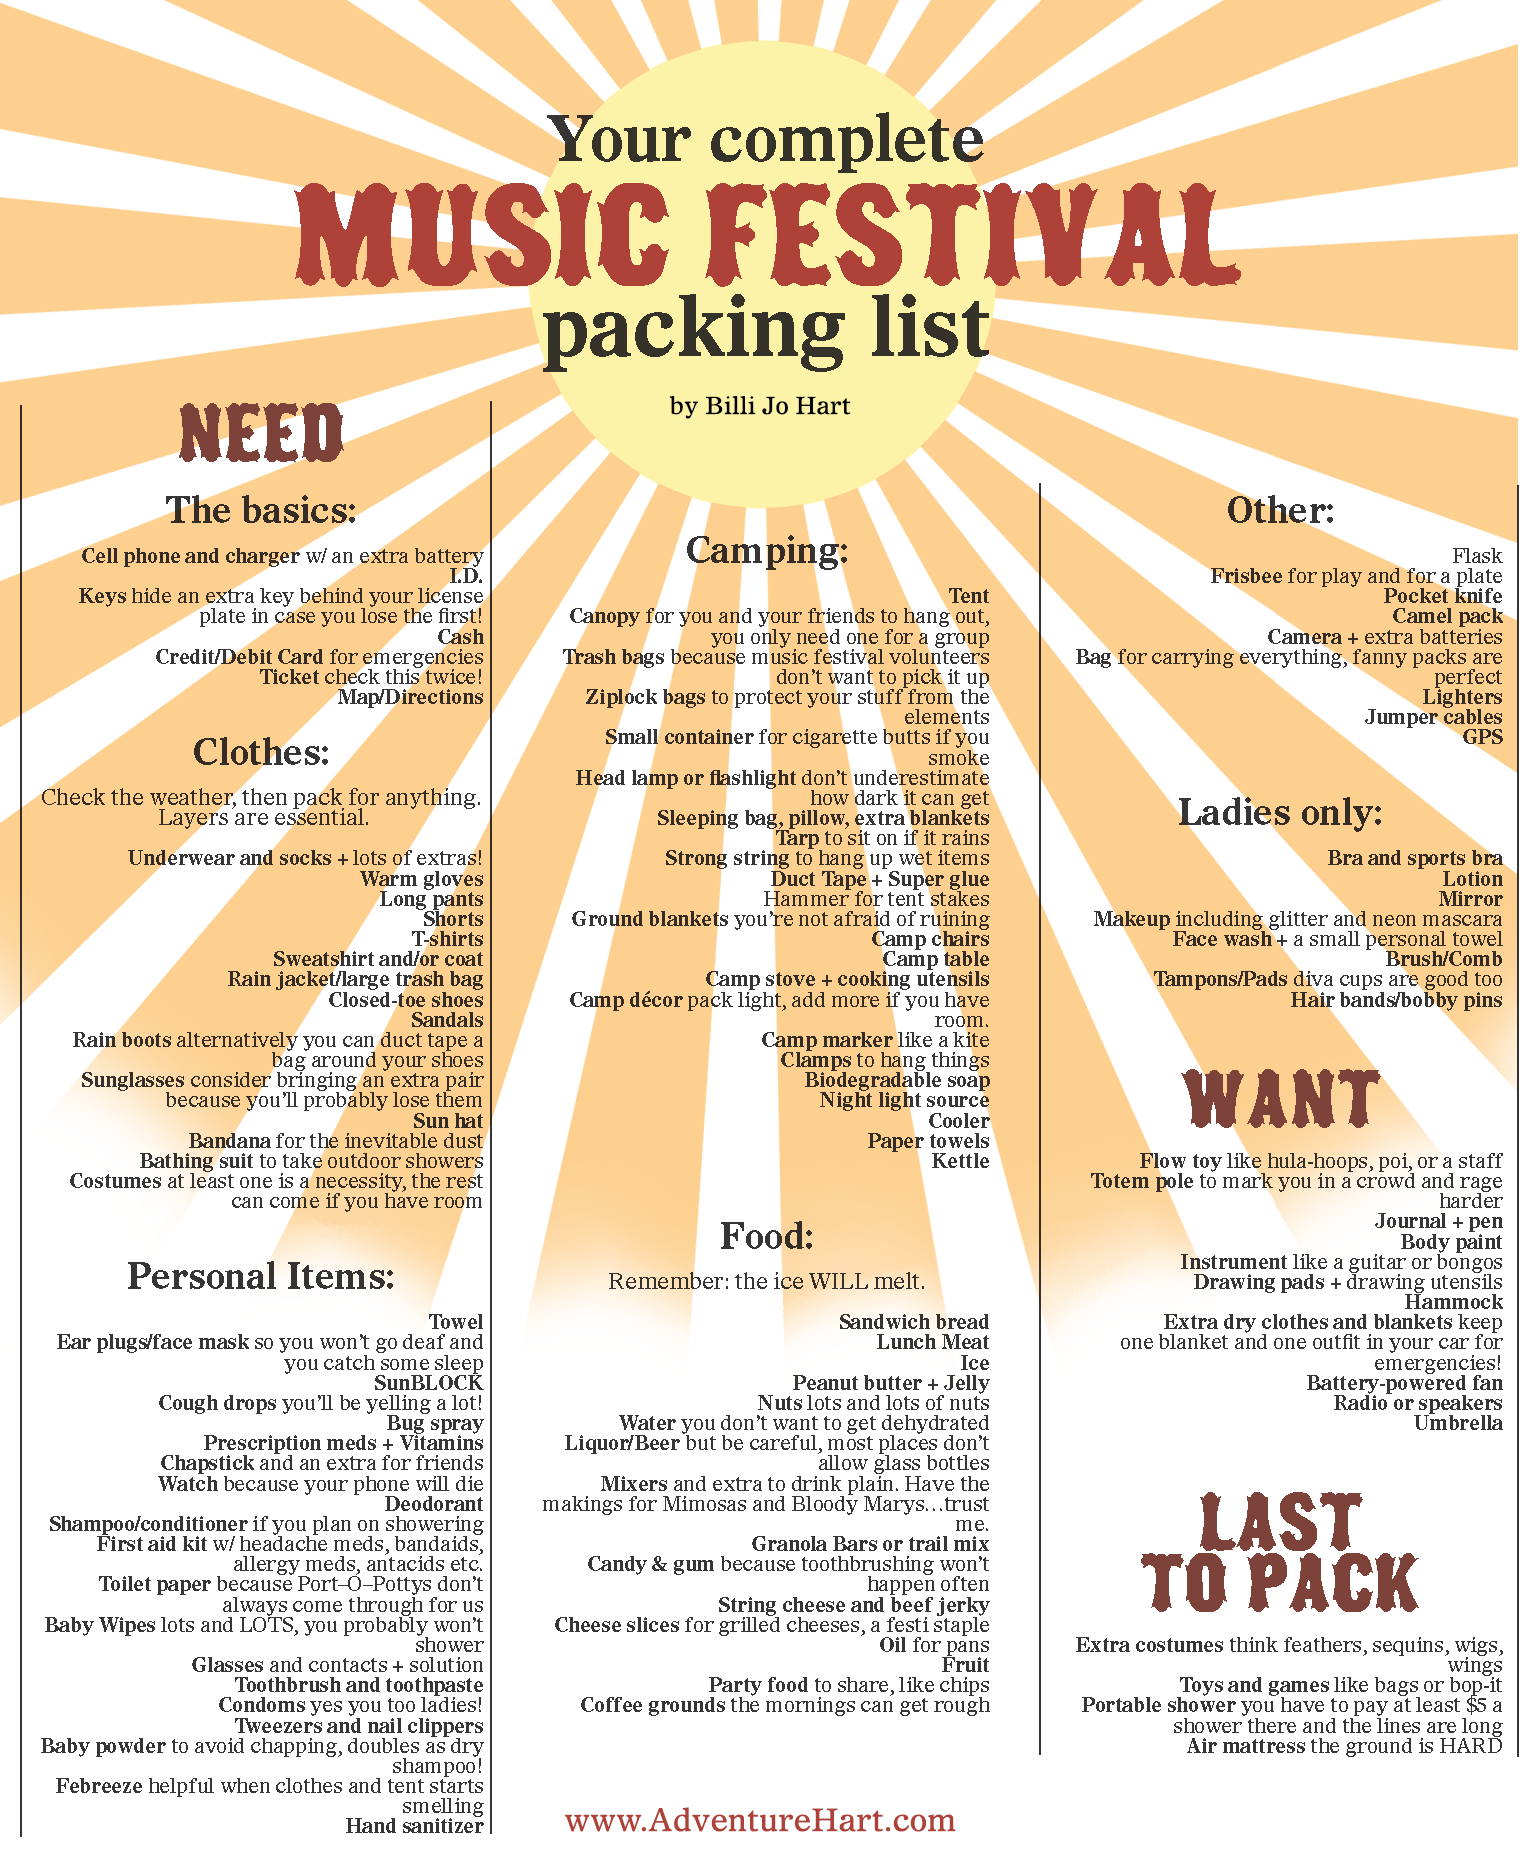 Your complete
MUSIC FESTIVAL
packing list
by Billi Jo Hart
NEED
The basics:
Cell phone and charger w/ an extra battery
I.D.
Keys hide an extra key behind your license
plate in case you lose the first!
Cash
Credit/Debit Card for emergencies
Ticket check this twice!
Map/Directions
Clothes:
Check the weather, then pack for anything.
Layers are essential.
Underwear and socks + lots of extras!
Warm gloves
Long pants
Shorts
T-shirts
Sweatshirt and/or coat
Rain jacket/large trash bag
Closed-toe shoes
Sandals
Rain boots alternatively you can duct tape a
bag around your shoes
Sunglasses consider bringing an extra pair
because you'll probably lose them
Sun hat
Bandana for the inevitable dust
Bathing suit to take outdoor showers
Costumes at least one is a necessity, the rest
can come if you have room
Personal Items:
Towel
Ear plugs/face mask so you won't go deaf and
you catch some sleep
SunBLOCK
Cough drops you'll be yelling a lot!
Bug spray
Prescription meds + Vitamins
Chapstick and an extra for friends
Watch because your phone will die
Deodorant
Shampoo/conditioner if you plan on showering
First aid kit w/ headache meds, bandaids,
allergy meds, antacids etc.
Toilet paper because Port–O–Pottys don't
always come through for us
Baby Wipes lots and LOTS, you probably won't
shower
Glasses and contacts + solution
Toothbrush and toothpaste
Condoms yes you too ladies!
Tweezers and nail clippers
Baby powder to avoid chapping, doubles as dry
shampoo!
Febreeze helpful when clothes and tent starts
smelling
Hand sanitizer
Camping:
Tent
Canopy for you and your friends to hang out,
you only need one for a group
Trash bags because music festival volunteers
don't want to pick it up
Ziplock bags to protect your stuff from the
elements
Small container for cigarette butts if you
smoke
Head lamp or flashlight don't underestimate
how dark it can get
Sleeping bag, pillow, extra blankets
Tarp to sit on if it rains
Strong string to hang up wet items
Duct Tape + Super glue
Hammer for tent stakes
Ground blankets you're not afraid of ruining
Camp chairs
Camp table
Camp stove + cooking utensils
Camp décor pack light, add more if you have
room.
Camp marker like a kite
Clamps to hang things
Biodegradable soap
Night light source
Cooler
Paper towels
Kettle
Food:
Remember: the ice WILL melt.
Sandwich bread
Lunch Meat
Ice
Peanut butter + Jelly
Nuts lots and lots of nuts
Water you don't want to get dehydrated
Liquor/Beer but be careful, most places don't
allow glass bottles
Mixers and extra to drink plain. Have the
makings for Mimosas and Bloody Marys…trust
me.
Granola Bars or trail mix
Candy & gum because toothbrushing won't
happen often
String cheese and beef jerky
Cheese slices for grilled cheeses, a festi staple
Oil for pans
Fruit
Party food to share, like chips
Coffee grounds the mornings can get rough
www.AdventureHart.com
Other:
Flask
Frisbee for play and for a plate
Pocket knife
Camel pack
Camera + extra batteries
Bag for carrying everything, fanny packs are
perfect
Lighters
Jumper cables
GPS
Ladies only:
Bra and sports bra
Lotion
Mirror
Makeup including glitter and neon mascara
Face wash + a small personal towel
Brush/Comb
Tampons/Pads diva cups are good too
Hair bands/bobby pins
WANT
Flow toy like hula-hoops, poi, or a staff
Totem pole to mark you in a crowd and rage
harder
Journal + pen
Body paint
Instrument like a guitar or bongos
Drawing pads + drawing utensils
Hammock
Extra dry clothes and blankets keep
one blanket and one outfit in your car for
emergencies!
Battery-powered fan
Radio or speakers
Umbrella
LAST
TO PACK
Extra costumes think feathers, sequins, wigs,
wings
Toys and games like bags or bop-it
Portable shower you have to pay at least $5 a
shower there and the lines are long
Air mattress the ground is HARD